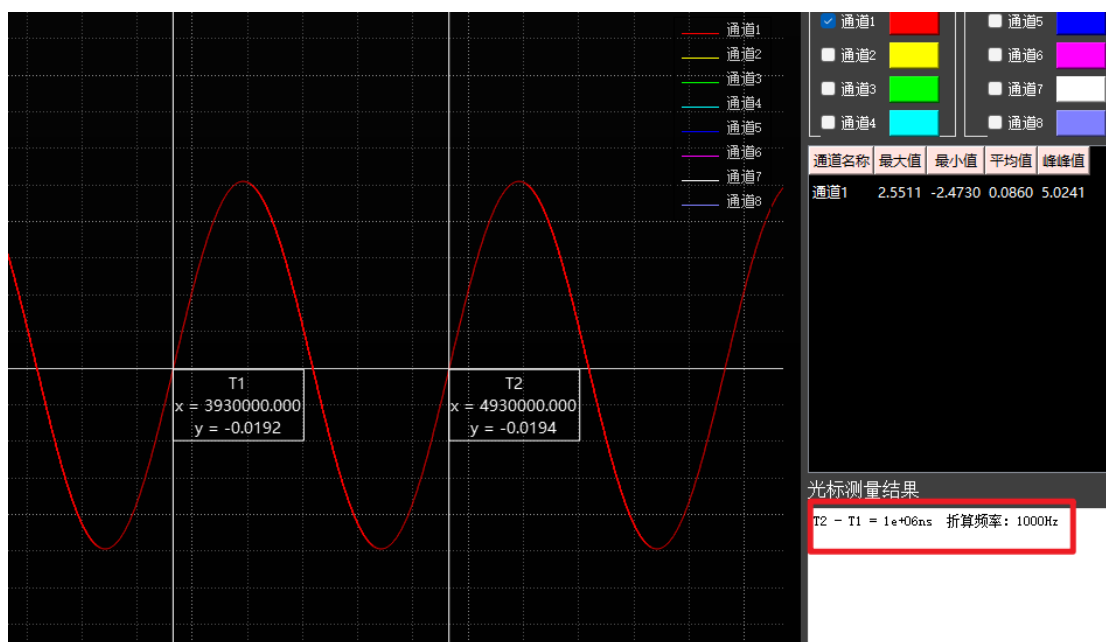 通道1
通道2
通道3
通道4
通道5
通道6
通道7
通道8
T1
x = 3930000.000
y = -0.0192
T2
x = 4930000.000
y = -0.0194
通道1 通道5
通道2 通道6
通道3 通道7
通道4 通道8
通道名称 最大值 最小值 平均值 峰峰值
通道1 2.5511 -2.4730 0.0860 5.0241
光标测量结果
T2 - T1 = 1e+06ns 折算频率: 1000Hz